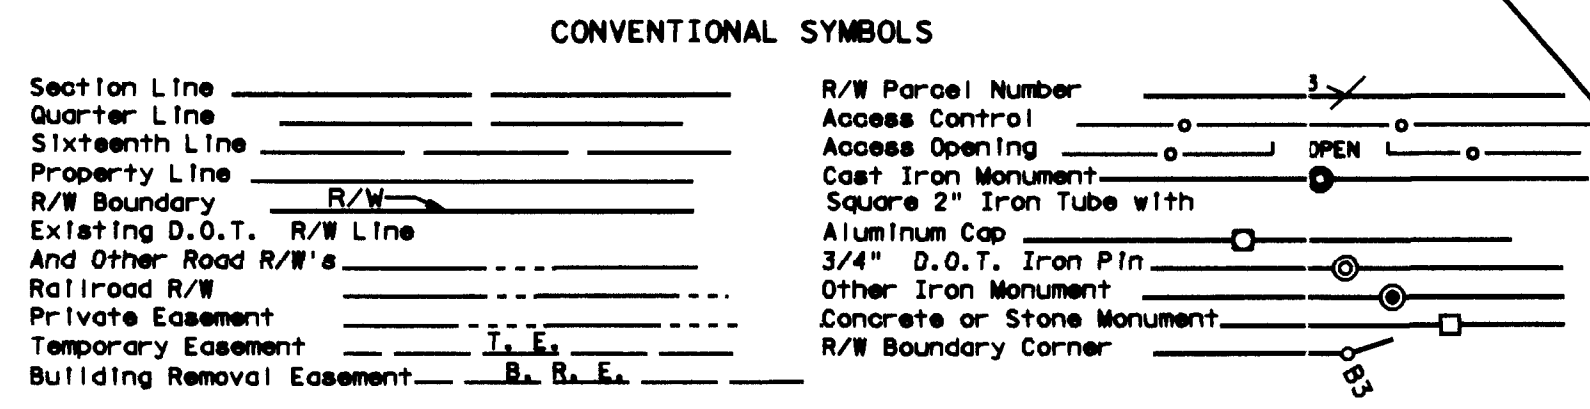 CONVENTIONAL SYMBOLS
Section Line
Quarter Line
Sixteenth Line
Property Line
R/W Boundary R/W
Existing D.O.T. R/W Line
And Other Road R/W's
Railroad R/W
Private Easement
Temporary Easement T. E.
Building Removal Easement B. R. E.
R/W Parcel Number 3
Access Control
Access Opening OPEN
Cast Iron Monument
Square 2" Iron Tube with
Aluminum Cap
3/4" D.O.T. Iron Pin
Other Iron Monument
Concrete or Stone Monument
R/W Boundary Corner
B3